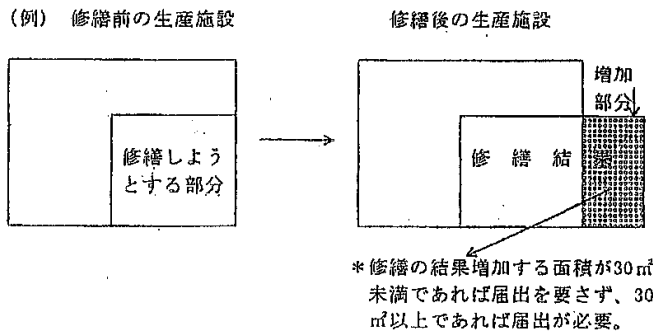 (例) 修繕前の生産施設
修繕後の生産施設
修繕しよう
とする部分
増加
部分
修繕結果
*修繕の結果増加する面積が30㎡
未満であれば届出を要さず、30
㎡以上であれば届出が必要。